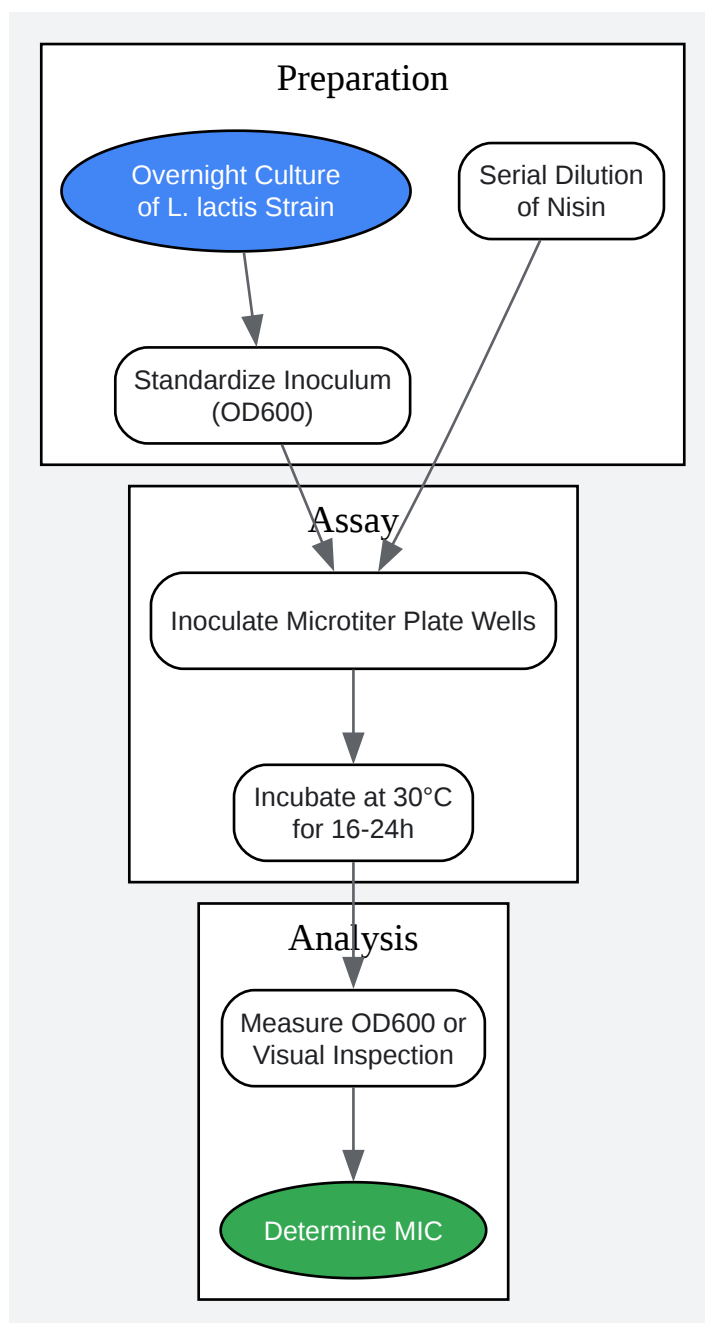 Preparation
Overnight Culture
of L. lactis Strain
Serial Dilution
of Nisin
Standardize Inoculum
(OD600)
Assay
Inoculate Microtiter Plate Wells
Incubate at 30°C
for 16-24h
Analysis
Measure OD600 or
Visual Inspection
Determine MIC